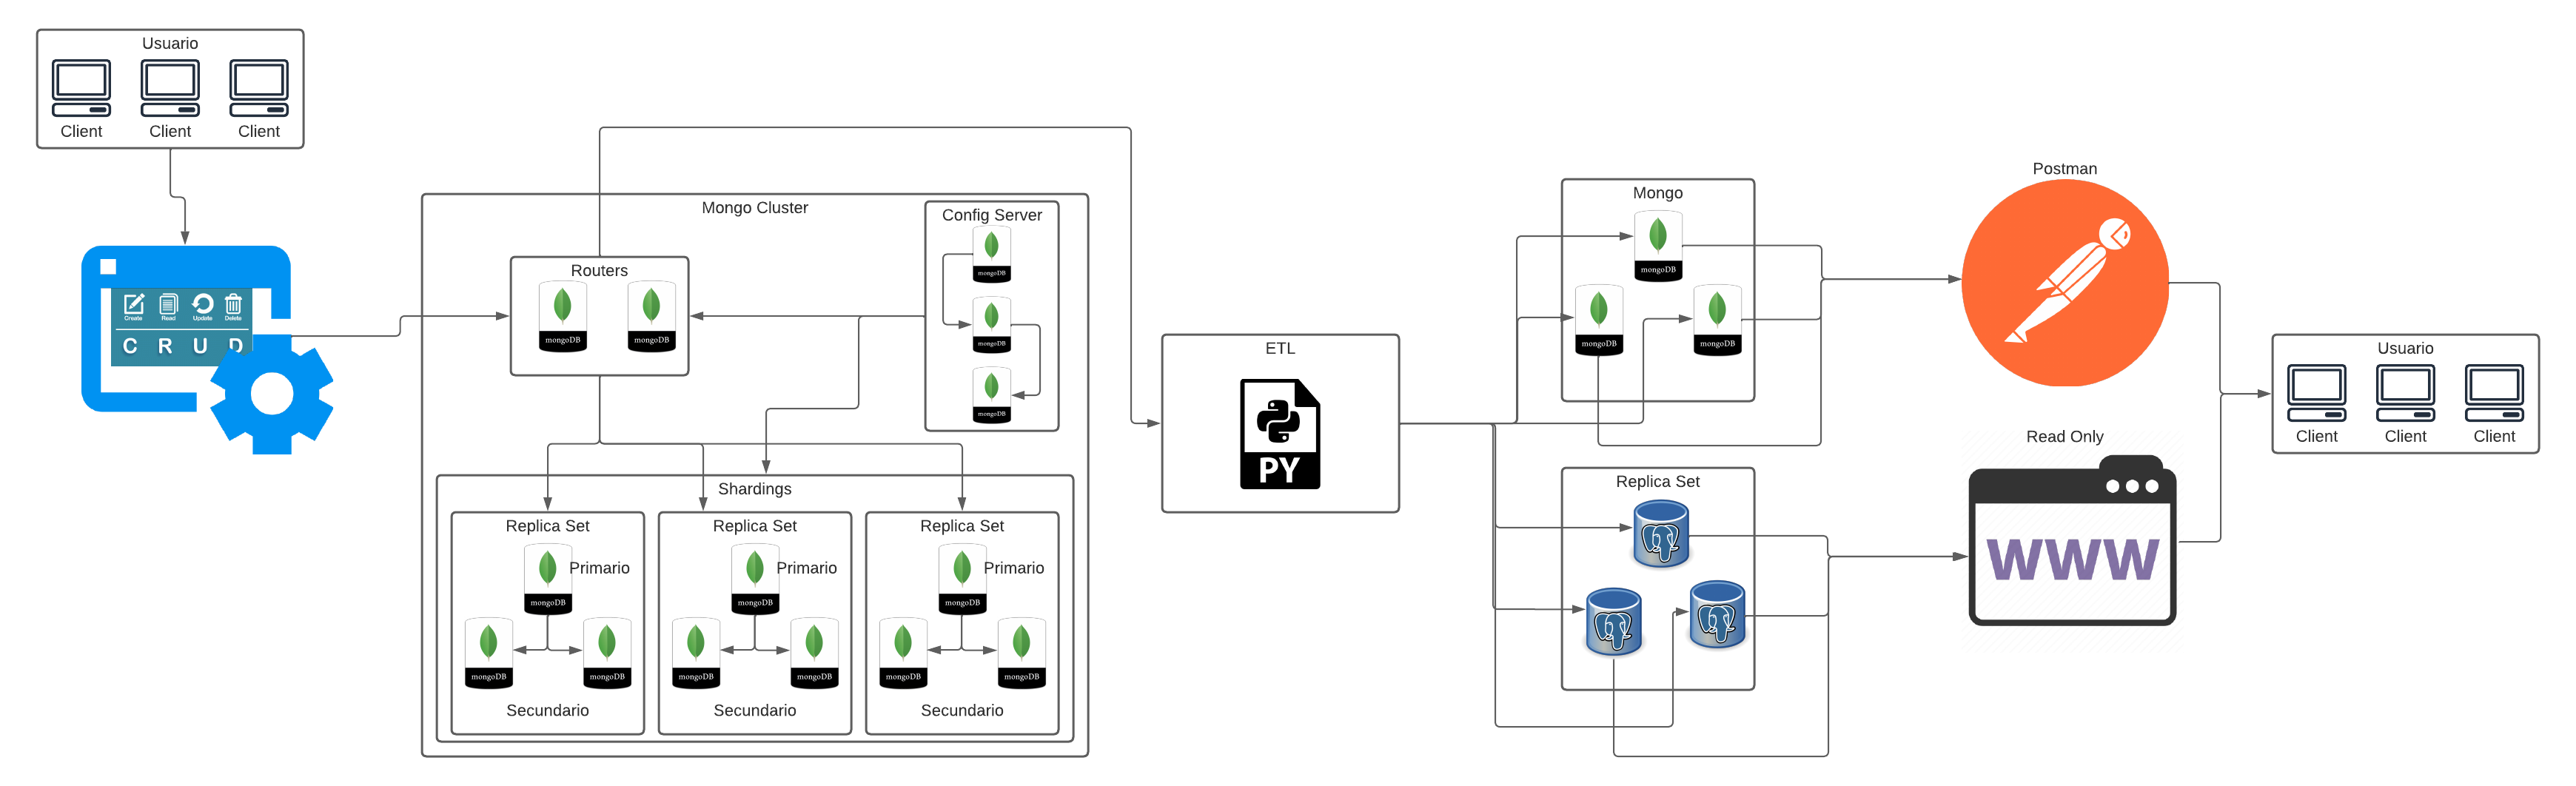 Usuario
Client Client Client
Create Read Update Delete
C R U D
Mongo Cluster
Routers
mongoDB mongoDB
Config Server
mongoDB
mongoDB
mongoDB
Shardings
Replica Set
Primario
mongoDB
mongoDB mongoDB
Secundario
Replica Set
Primario
mongoDB
mongoDB mongoDB
Secundario
Replica Set
Primario
mongoDB
mongoDB mongoDB
Secundario
ETL
PY
Mongo
mongoDB
mongoDB mongoDB
Replica Set
Postman
Read Only
WWW
Usuario
Client Client Client